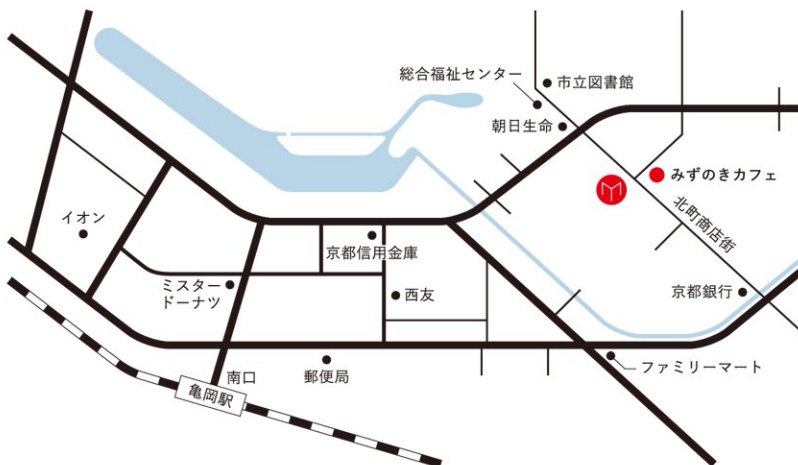 総合福祉センター
市立図書館
朝日生命
みずのきカフェ
北町商店街
イオン
京都信用金庫
ミスター
ドーナツ
西友
京都銀行
ファミリーマート
南口
郵便局
亀岡駅